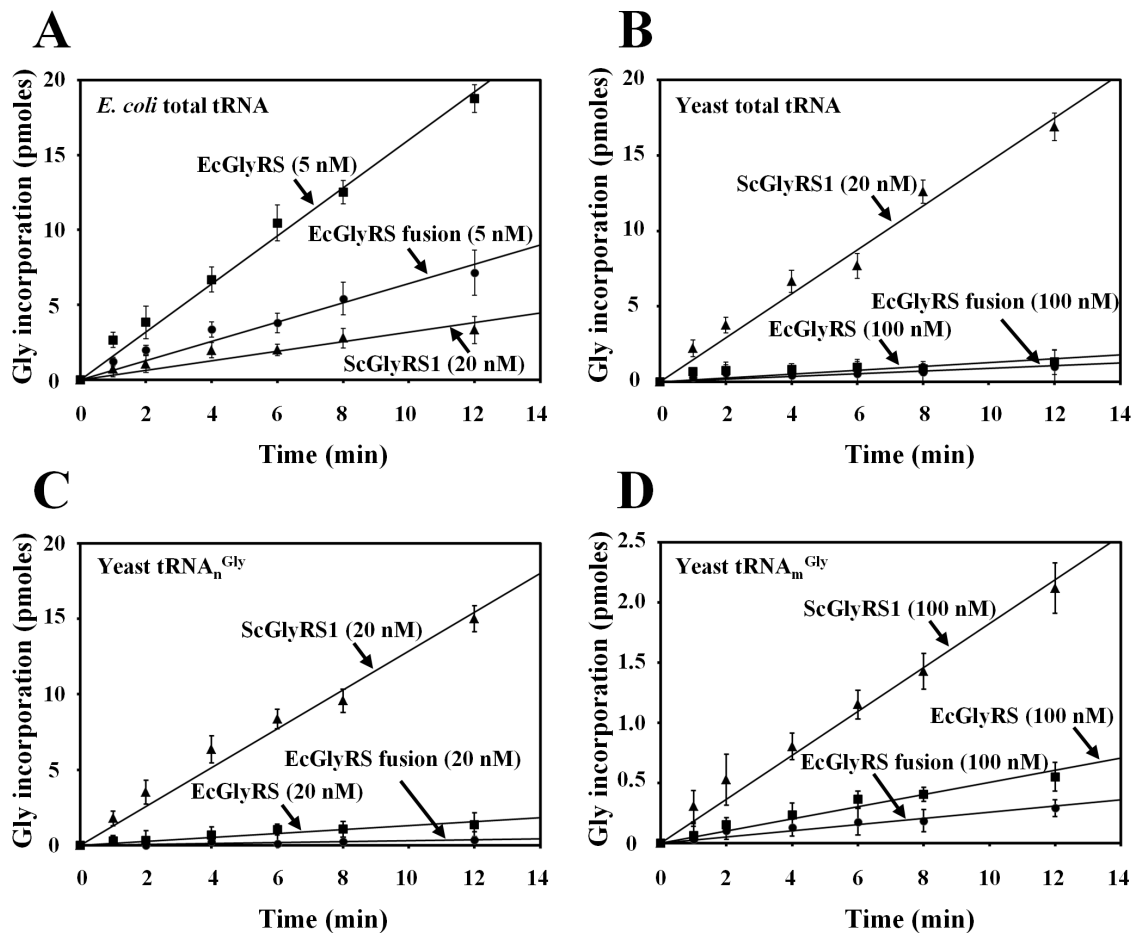 A
Gly incorporation (pmoles)
20
15
10
5
0
E. coli total tRNA
EcGlyRS
(5 nM)
EcGlyRS fusion (5 nM)
ScGlyRS1 (20 nM)
0 2 4 6 8 10 12 14
Time (min)
B
Gly incorporation (pmoles)
20
15
10
5
0
Yeast total tRNA
ScGlyRS1 (20 nM)
EcGlyRS fusion (100 nM)
EcGlyRS (100 nM)
0 2 4 6 8 10 12 14
Time (min)
C
Gly incorporation (pmoles)
20
15
10
5
0
Yeast tRNAnGly
ScGlyRS1 (20 nM)
EcGlyRS fusion (20 nM)
EcGlyRS (20 nM)
0 2 4 6 8 10 12 14
Time (min)
D
Gly incorporation (pmoles)
2.5
2.0
1.5
1.0
0.5
0
Yeast tRNAmGly
ScGlyRS1 (100 nM)
EcGlyRS (100 nM)
EcGlyRS fusion (100 nM)
0 2 4 6 8 10 12 14
Time (min)